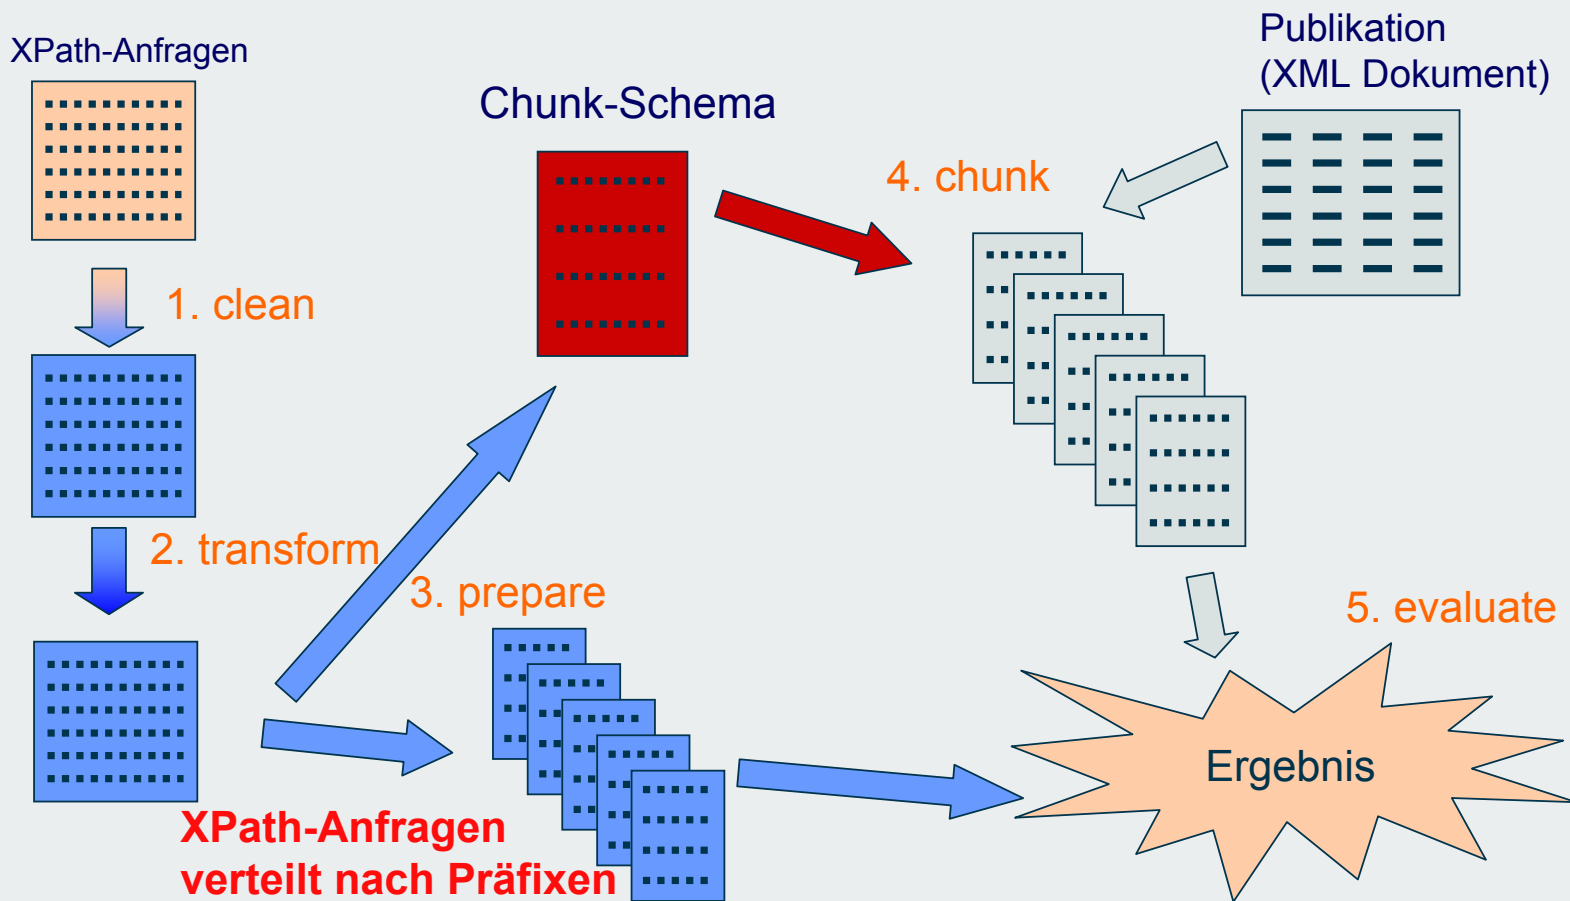 XPath-Anfragen
Publikation
(XML Dokument)
Chunk-Schema
4. chunk
1. clean
2. transform
3. prepare
5. evaluate
Ergebnis
XPath-Anfragen
verteilt nach Präfixen